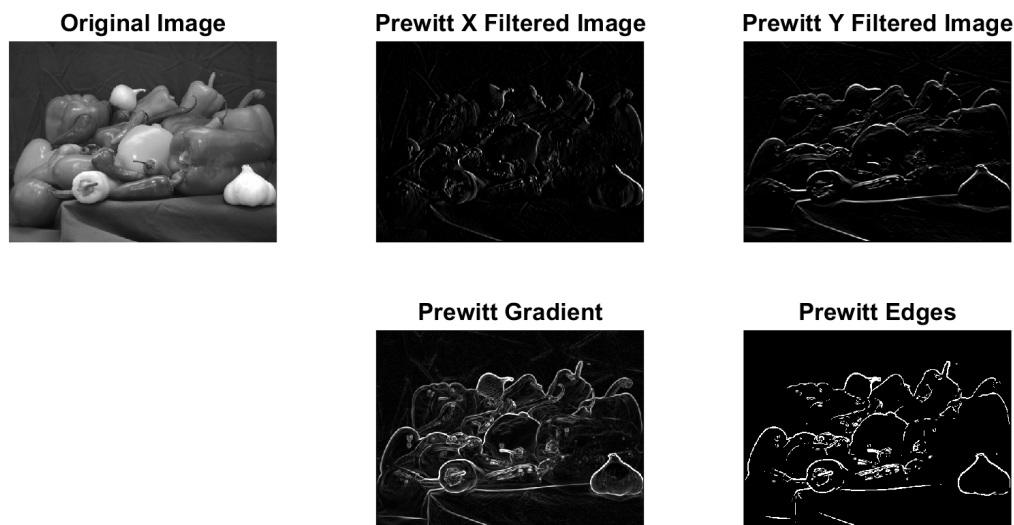 Original Image
Prewitt X Filtered Image
Prewitt Y Filtered Image
Prewitt Gradient
Prewitt Edges